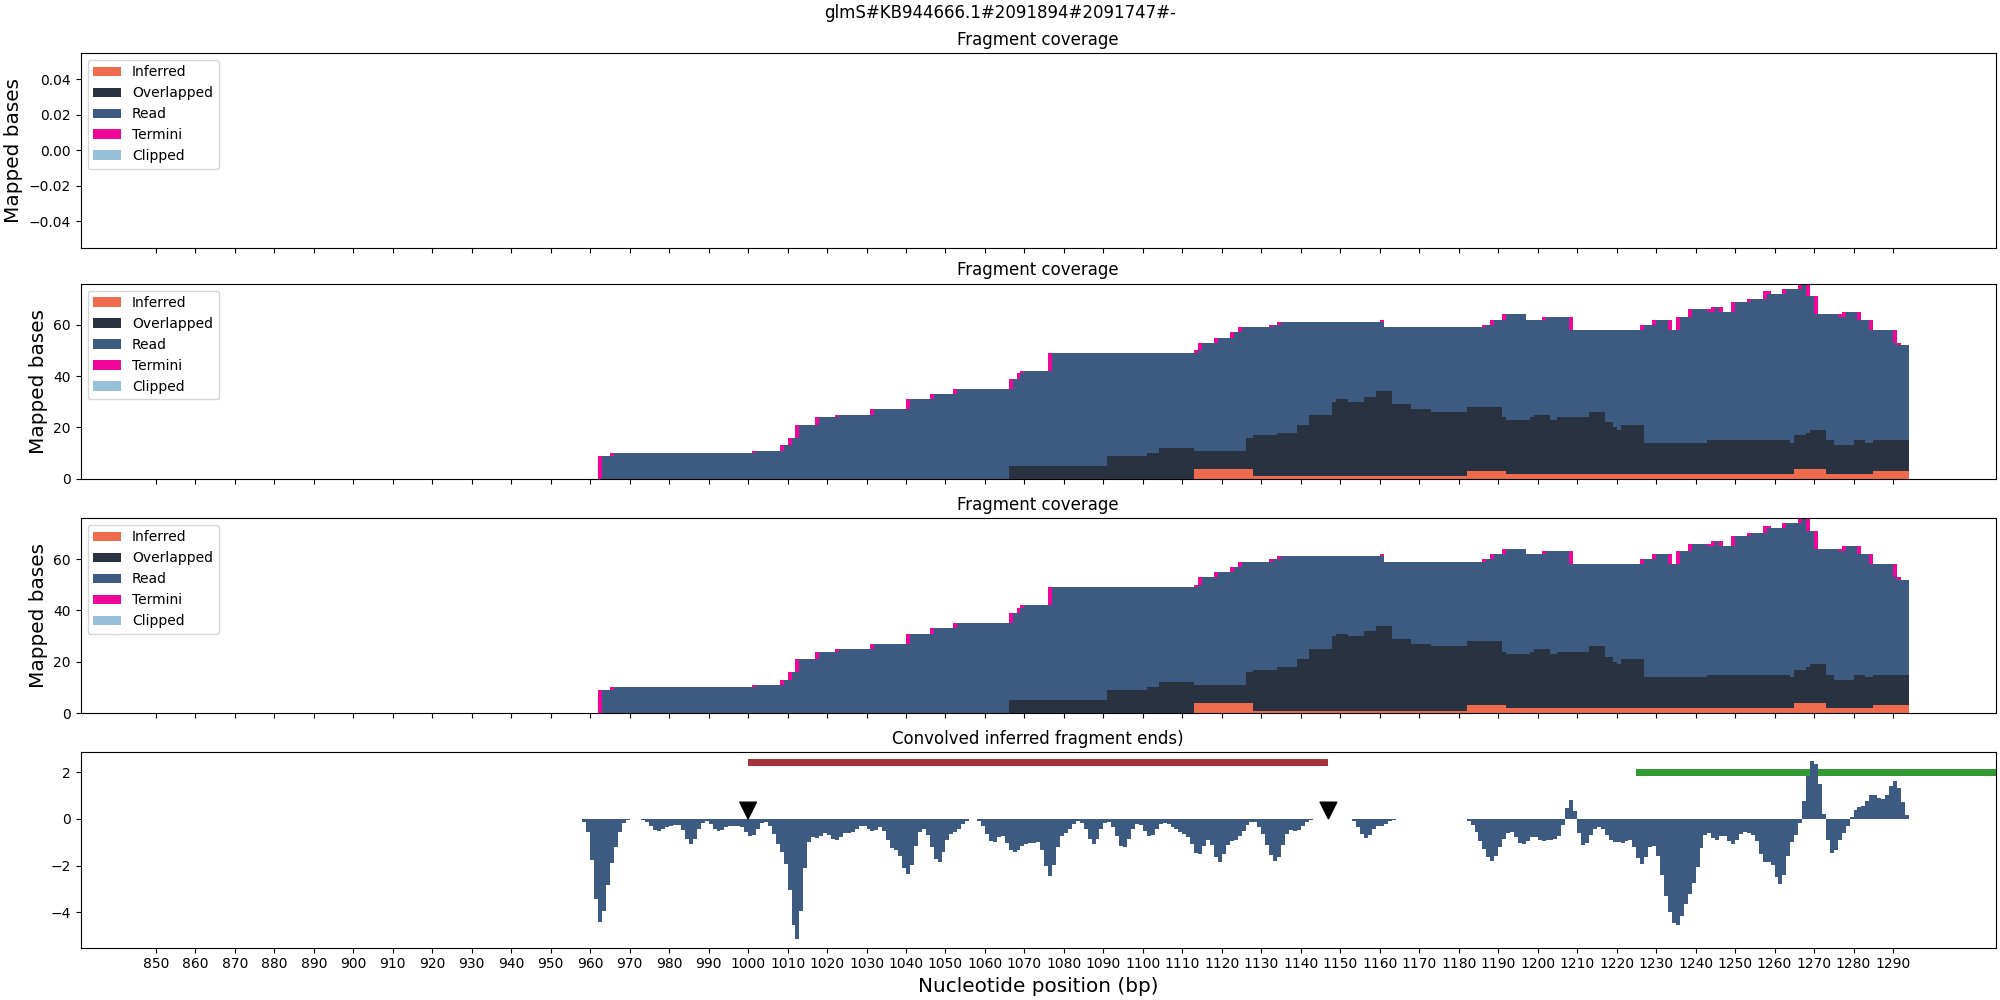 glmS#KB944666.1#2091894#2091747#-
Fragment coverage
Mapped bases
0.04
0.02
0.00
−0.02
−0.04
Inferred
Overlapped
Read
Termini
Clipped
Fragment coverage
Mapped bases
60
40
20
0
Inferred
Overlapped
Read
Termini
Clipped
Fragment coverage
Mapped bases
60
40
20
0
Inferred
Overlapped
Read
Termini
Clipped
Convolved inferred fragment ends)
2
0
−2
−4
850 860 870 880 890 900 910 920 930 940 950 960 970 980 990 1000 1010 1020 1030 1040 1050 1060 1070 1080 1090 1100 1110 1120 1130 1140 1150 1160 1170 1180 1190 1200 1210 1220 1230 1240 1250 1260 1270 1280 1290
Nucleotide position (bp)